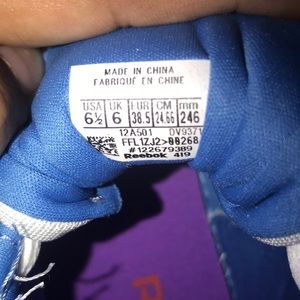 MADE IN CHINA
FABRIQUÉ EN CHINE
USA UK EUR CM mm
6½ 6 38.5 24.66 246
12A501 DV9371
FFL1ZJ2>00268
#122679389
Reebok 419